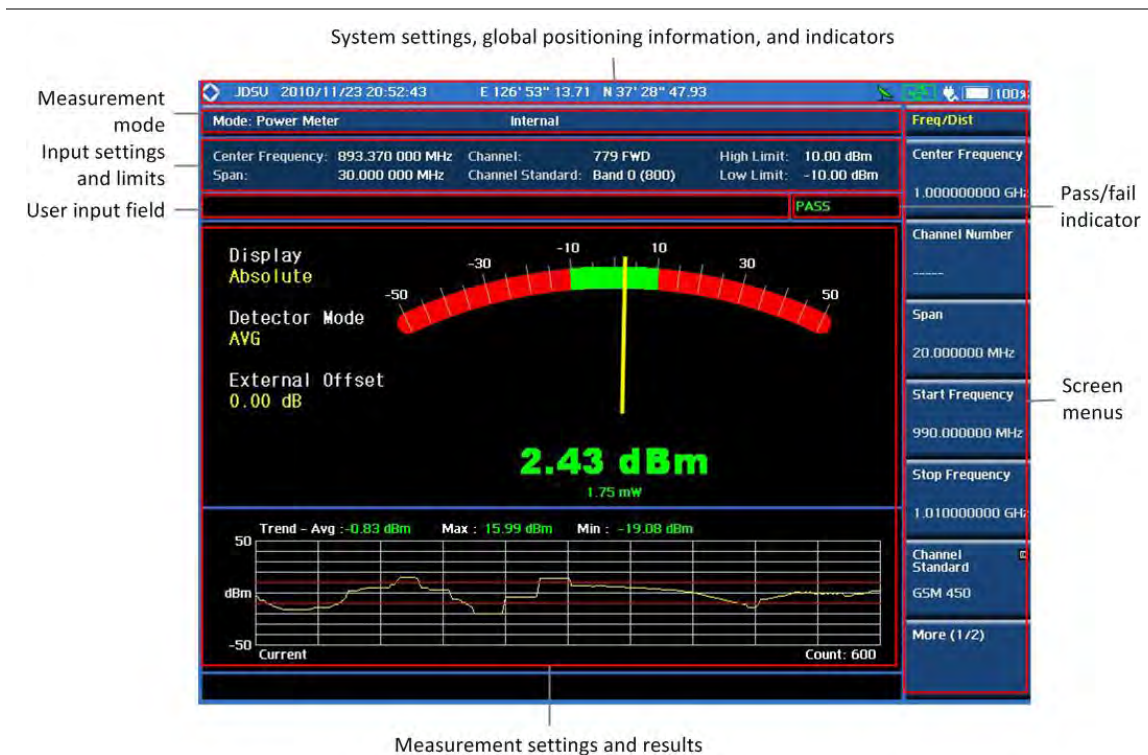 System settings, global positioning information, and indicators
Measurement
mode
Input settings
and limits
User input field
Pass/fail
indicator
Screen
menus
JDSU 2010/11/23 20:52:43 E 126' 53" 13.71 N 37' 28" 47.93
Mode: Power Meter Internal
Center Frequency: 893.370 000 MHz Channel: 779 FWD High Limit: 10.00 dBm
Span: 30.000 000 MHz Channel Standard: Band 0 (800) Low Limit: -10.00 dBm
PASS
Display
Absolute
Detector Mode
AVG
External Offset
0.00 dB
-50 -30 -10 10 30 50
2.43 dBm
1.75 mW
Trend - Avg :-0.83 dBm Max : 15.99 dBm Min : -19.08 dBm
50
dBm
-50
Current Count: 600
Freq/Dist
Center Frequency
1.000000000 GHz
Channel Number
-----
Span
20.000000 MHz
Start Frequency
990.000000 MHz
Stop Frequency
1.010000000 GHz
Channel
Standard
GSM 450
More (1/2)
Measurement settings and results